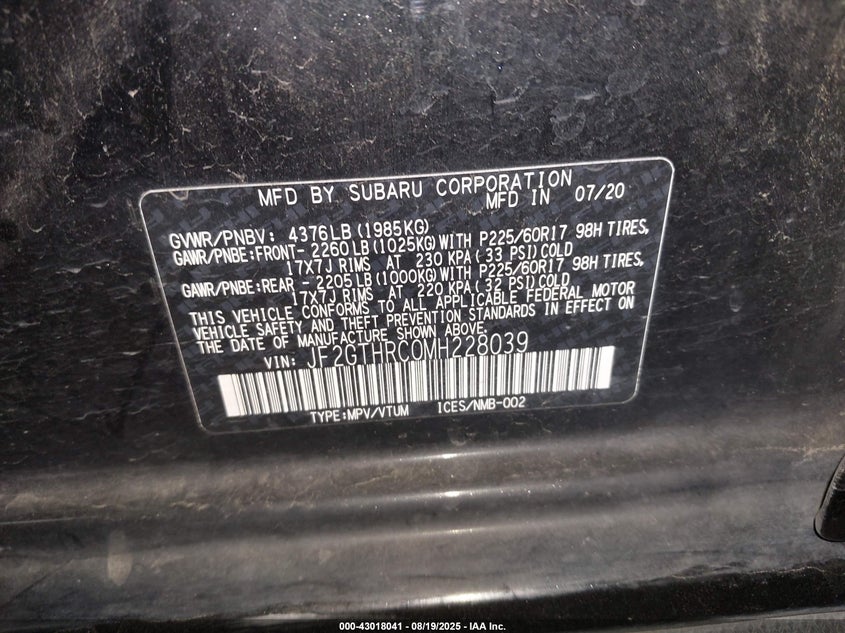 MFD BY SUBARU CORPORATION
MFD IN 07/20
GVWR/PNBV: 4376LB (1985KG)
GAWR/PNBE:FRONT- 2260LB (1025KG) WITH P225/60R17 98H TIRES,
17X7J RIMS AT 230 KPA ( 33 PSI) COLD
GAWR/PNBE:REAR - 2205LB (1000KG) WITH P225/60R17 98H TIRES,
17X7J RIMS AT 220 KPA ( 32 PSI) COLD
THIS VEHICLE CONFORMS TO ALL APPLICABLE FEDERAL MOTOR
VEHICLE SAFETY AND THEFT PREVENTION STANDARDS IN EFFECT ON
THE DATE OF MANUFACTURE SHOWN ABOVE.
VIN: JF2GTHRC0MH228039
TYPE:MPV/VTUM ICES/NMB-002
000-43018041 - 08/19/2025 - IAA Inc.